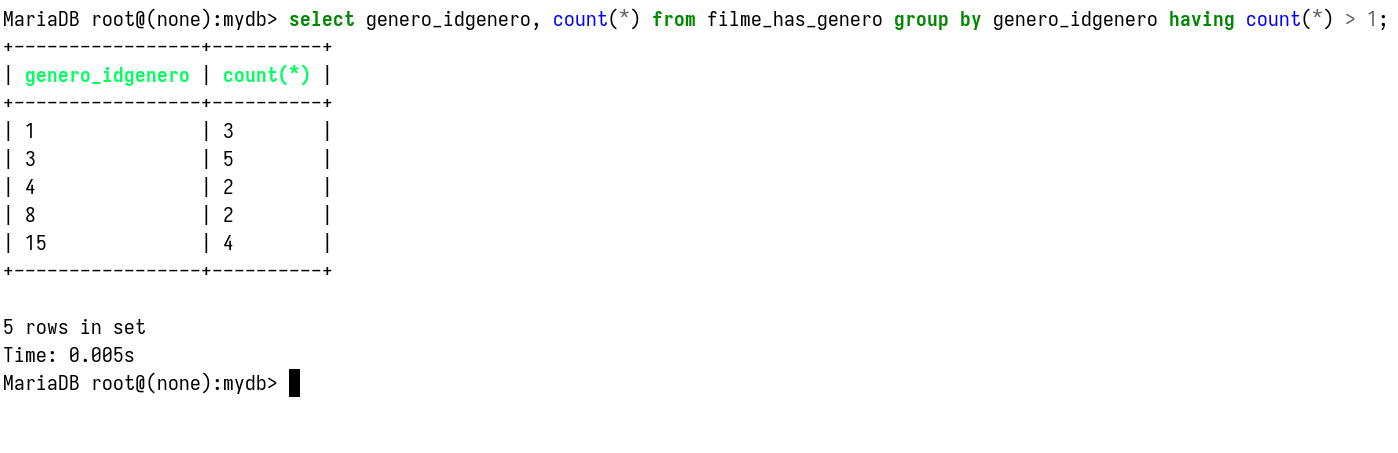 MariaDB root@(none):mydb> select genero_idgenero, count(*) from filme_has_genero group by genero_idgenero having count(*) > 1;
+-----------------+----------+
| genero_idgenero | count(*) |
+-----------------+----------+
| 1               | 3        |
| 3               | 5        |
| 4               | 2        |
| 8               | 2        |
| 15              | 4        |
+-----------------+----------+
5 rows in set
Time: 0.005s
MariaDB root@(none):mydb>